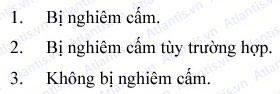 1. Bị nghiêm cấm.
2. Bị nghiêm cấm tùy trường hợp.
3. Không bị nghiêm cấm.